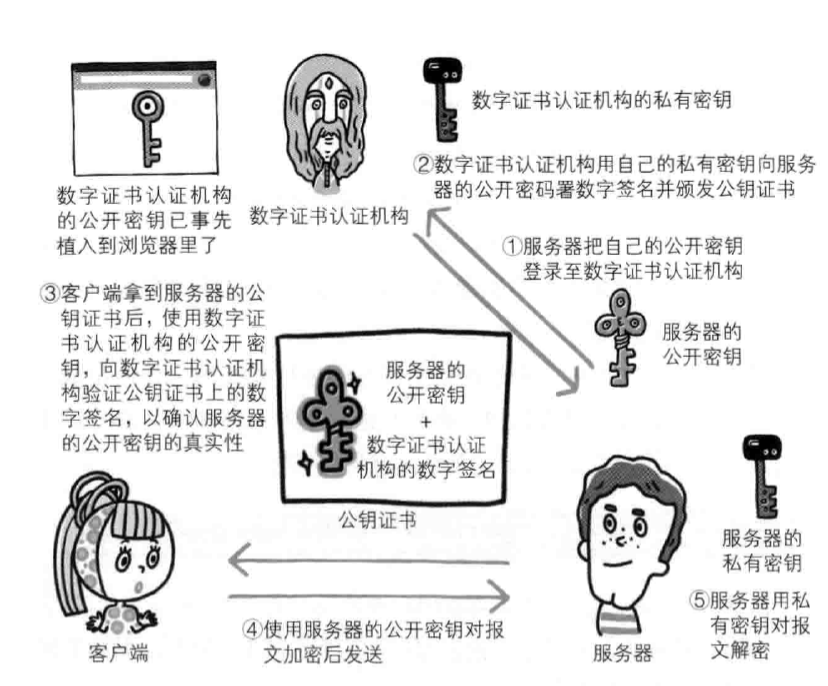 数字证书认证机构
的公开密钥已事先
植入到浏览器里了
数字证书认证机构
数字证书认证机构的私有密钥
②数字证书认证机构用自己的私有密钥向服务
器的公开密码署数字签名并颁发公钥证书
①服务器把自己的公开密钥
登录至数字证书认证机构
服务器的
公开密钥
③客户端拿到服务器的公
钥证书后，使用数字证
书认证机构的公开密
钥，向数字证书认证机
构验证公钥证书上的数
字签名，以确认服务器
的公开密钥的真实性
服务器的
公开密钥
+
数字证书认证
机构的数字签名
公钥证书
服务器的
私有密钥
④使用服务器的公开密钥对报
文加密后发送
⑤服务器用私
有密钥对报
文解密
客户端
服务器